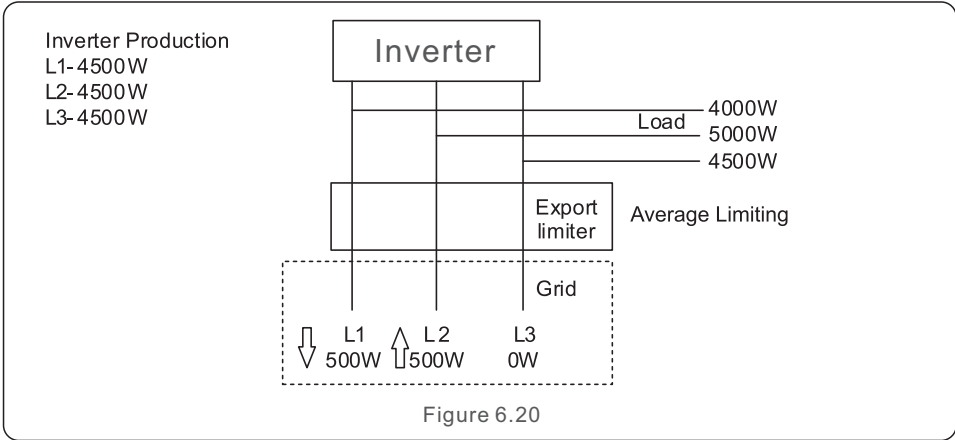 Inverter Production
L1-4500W
L2-4500W
L3-4500W
Inverter
Load
4000W
5000W
4500W
Export
limiter
Average Limiting
Grid
L1
500W
L2
500W
L3
0W
Figure 6.20